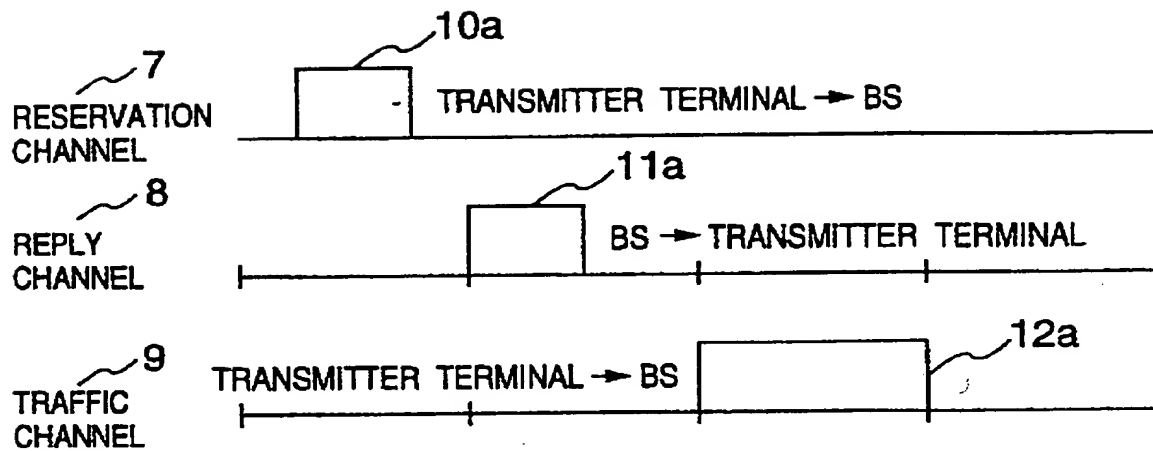 10a
7
RESERVATION
CHANNEL
TRANSMITTER TERMINAL → BS
11a
8
REPLY
CHANNEL
BS → TRANSMITTER TERMINAL
12a
9
TRAFFIC
CHANNEL
TRANSMITTER TERMINAL → BS